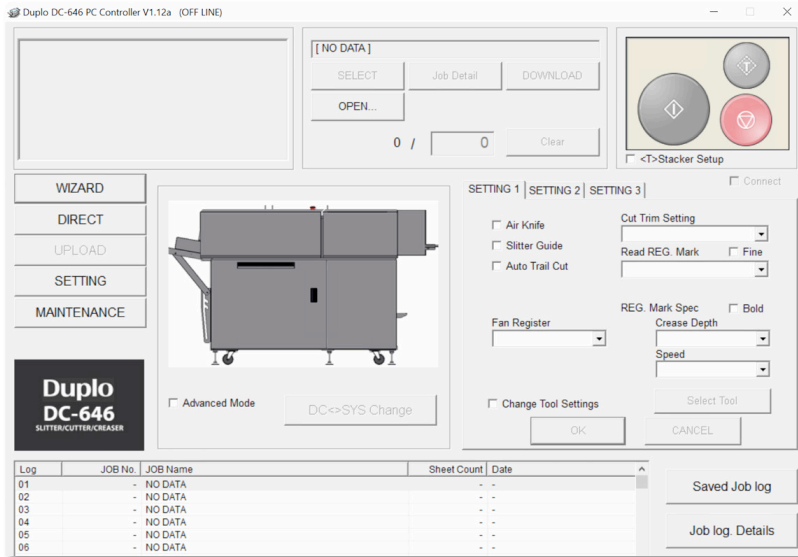 Duplo DC-646 PC Controller V1.12a (OFF LINE)
[ NO DATA ]
SELECT Job Detail DOWNLOAD
OPEN...
0 / 0 Clear
<T>Stacker Setup
Connect
WIZARD
DIRECT
UPLOAD
SETTING
MAINTENANCE
Duplo
DC-646
SLITTER/CUTTER/CREASER
Advanced Mode
DC<>SYS Change
SETTING 1 SETTING 2 SETTING 3
Air Knife
Slitter Guide
Auto Trail Cut
Cut Trim Setting
Read REG. Mark Fine
REG. Mark Spec Bold
Fan Register
Crease Depth
Speed
Change Tool Settings
Select Tool
OK CANCEL
Log JOB No. JOB Name Sheet Count Date
01 - NO DATA - -
02 - NO DATA - -
03 - NO DATA - -
04 - NO DATA - -
05 - NO DATA - -
06 - NO DATA - -
Saved Job log
Job log. Details